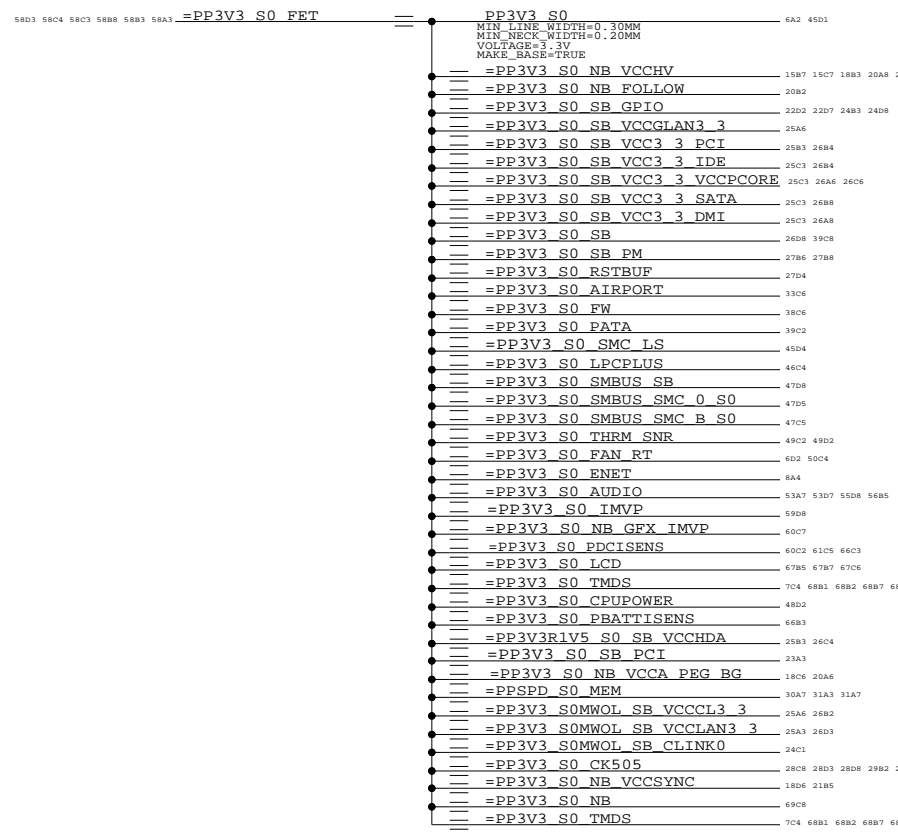 58D3 58C4 58C3 58B8 58B3 58A3 =PP3V3_S0_FET PP3V3_S0 6A2 45D1
MIN_LINE_WIDTH=0.30MM
MIN_NECK_WIDTH=0.20MM
VOLTAGE=3.3V
MAKE_BASE=TRUE
=PP3V3_S0_NB_VCCHV 15B7 15C7 18B3 20A8 2
=PP3V3_S0_NB_FOLLOW 20B2
=PP3V3_S0_SB_GPIO 22D2 22D7 24B3 24D8
=PP3V3_S0_SB_VCCGLAN3_3 25A6
=PP3V3_S0_SB_VCC3_3_PCI 25B3 26B4
=PP3V3_S0_SB_VCC3_3_IDE 25C3 26B4
=PP3V3_S0_SB_VCC3_3_VCCPCORE 25C3 26A6 26C6
=PP3V3_S0_SB_VCC3_3_SATA 25C3 26B8
=PP3V3_S0_SB_VCC3_3_DMI 25C3 26A8
=PP3V3_S0_SB 26D8 39C8
=PP3V3_S0_SB_PM 27B6 27B8
=PP3V3_S0_RSTBUF 27D4
=PP3V3_S0_AIRPORT 33C6
=PP3V3_S0_FW 38C6
=PP3V3_S0_PATA 39C2
=PP3V3_S0_SMC_LS 45D4
=PP3V3_S0_LPCPLUS 46C4
=PP3V3_S0_SMBUS_SB 47D8
=PP3V3_S0_SMBUS_SMC_0_S0 47D5
=PP3V3_S0_SMBUS_SMC_B_S0 47C5
=PP3V3_S0_THRM_SNR 49C2 49D2
=PP3V3_S0_FAN_RT 6D2 50C4
=PP3V3_S0_ENET 8A4
=PP3V3_S0_AUDIO 53A7 53D7 55D8 56B5
=PP3V3_S0_IMVP 59D8
=PP3V3_S0_NB_GFX_IMVP 60C7
=PP3V3_S0_PDCISENS 60C2 61C5 66C3
=PP3V3_S0_LCD 67B5 67B7 67C6
=PP3V3_S0_TMDS 7C4 68B1 68B2 68B7 68
=PP3V3_S0_CPUPOWER 48D2
=PP3V3_S0_PBATTISENS 66B3
=PP3V3R1V5_S0_SB_VCCHDA 25B3 26C4
=PP3V3_S0_SB_PCI 23A3
=PP3V3_S0_NB_VCCA_PEG_BG 18C6 20A6
=PPSPD_S0_MEM 30A7 31A3 31A7
=PP3V3_S0MWOL_SB_VCCCL3_3 25A6 26B2
=PP3V3_S0MWOL_SB_VCCLAN3_3 25A3 26D3
=PP3V3_S0MWOL_SB_CLINK0 24C1
=PP3V3_S0_CK505 28C8 28D3 28D8 29B2 2
=PP3V3_S0_NB_VCCSYNC 18D6 21B5
=PP3V3_S0_NB 69C8
=PP3V3_S0_TMDS 7C4 68B1 68B2 68B7 68